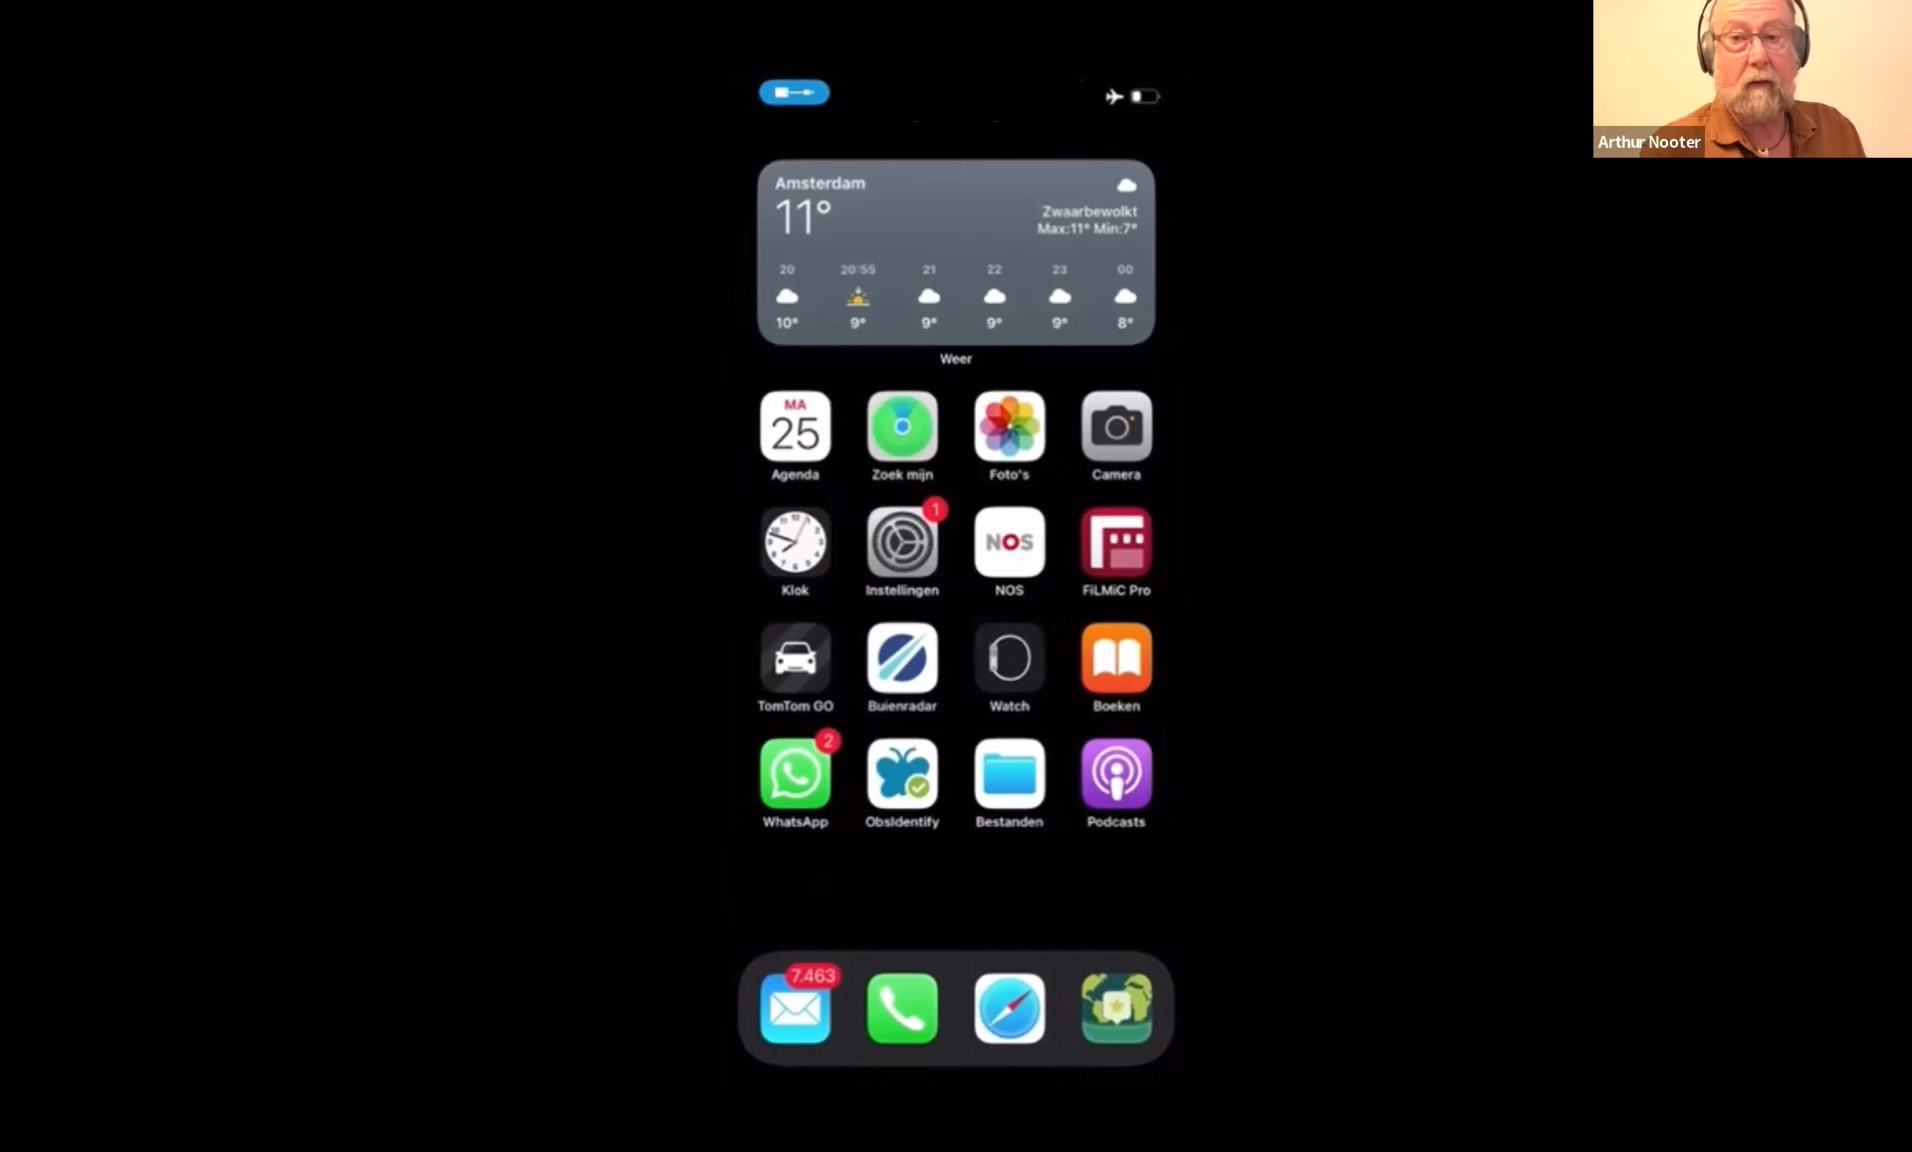 Arthur Nooter
Amsterdam
11°
Zwaarbewolkt
Max:11° Min:7°
20 20:55 21 22 23 00
10° 9° 9° 9° 9° 8°
Weer
MA
25
1
NOS
Agenda Zoek mijn Foto's Camera
Klok Instellingen NOS FiLMiC Pro
TomTom GO Buienradar Watch Boeken
2
WhatsApp ObsIdentify Bestanden Podcasts
7.463